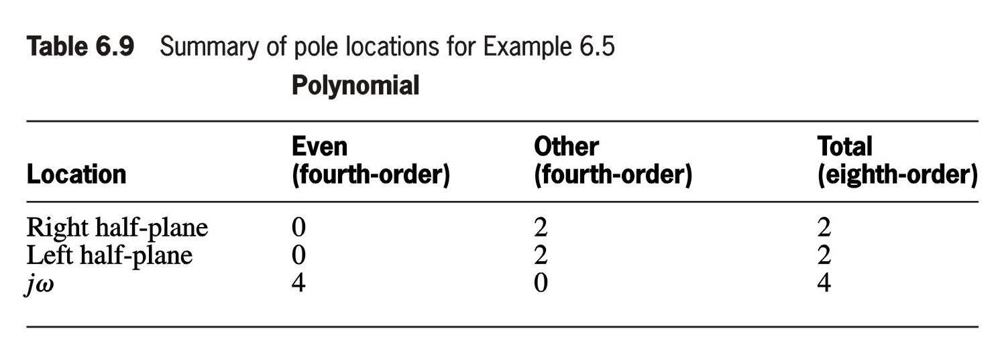 Table 6.9 Summary of pole locations for Example 6.5
Polynomial
Even Other Total
Location (fourth-order) (fourth-order) (eighth-order)
Right half-plane 0 2 2
Left half-plane 0 2 2
jω 4 0 4